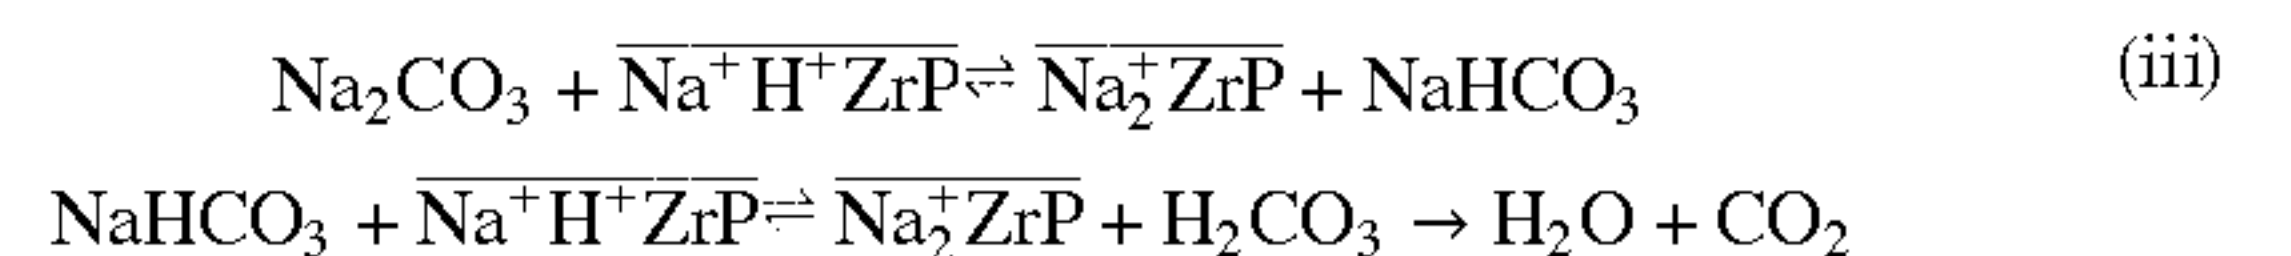 Na₂CO₃ + Na⁺H⁺ZrP ⇌ Na₂⁺ZrP + NaHCO₃ (iii)
NaHCO₃ + Na⁺H⁺ZrP ⇌ Na₂⁺ZrP + H₂CO₃ → H₂O + CO₂